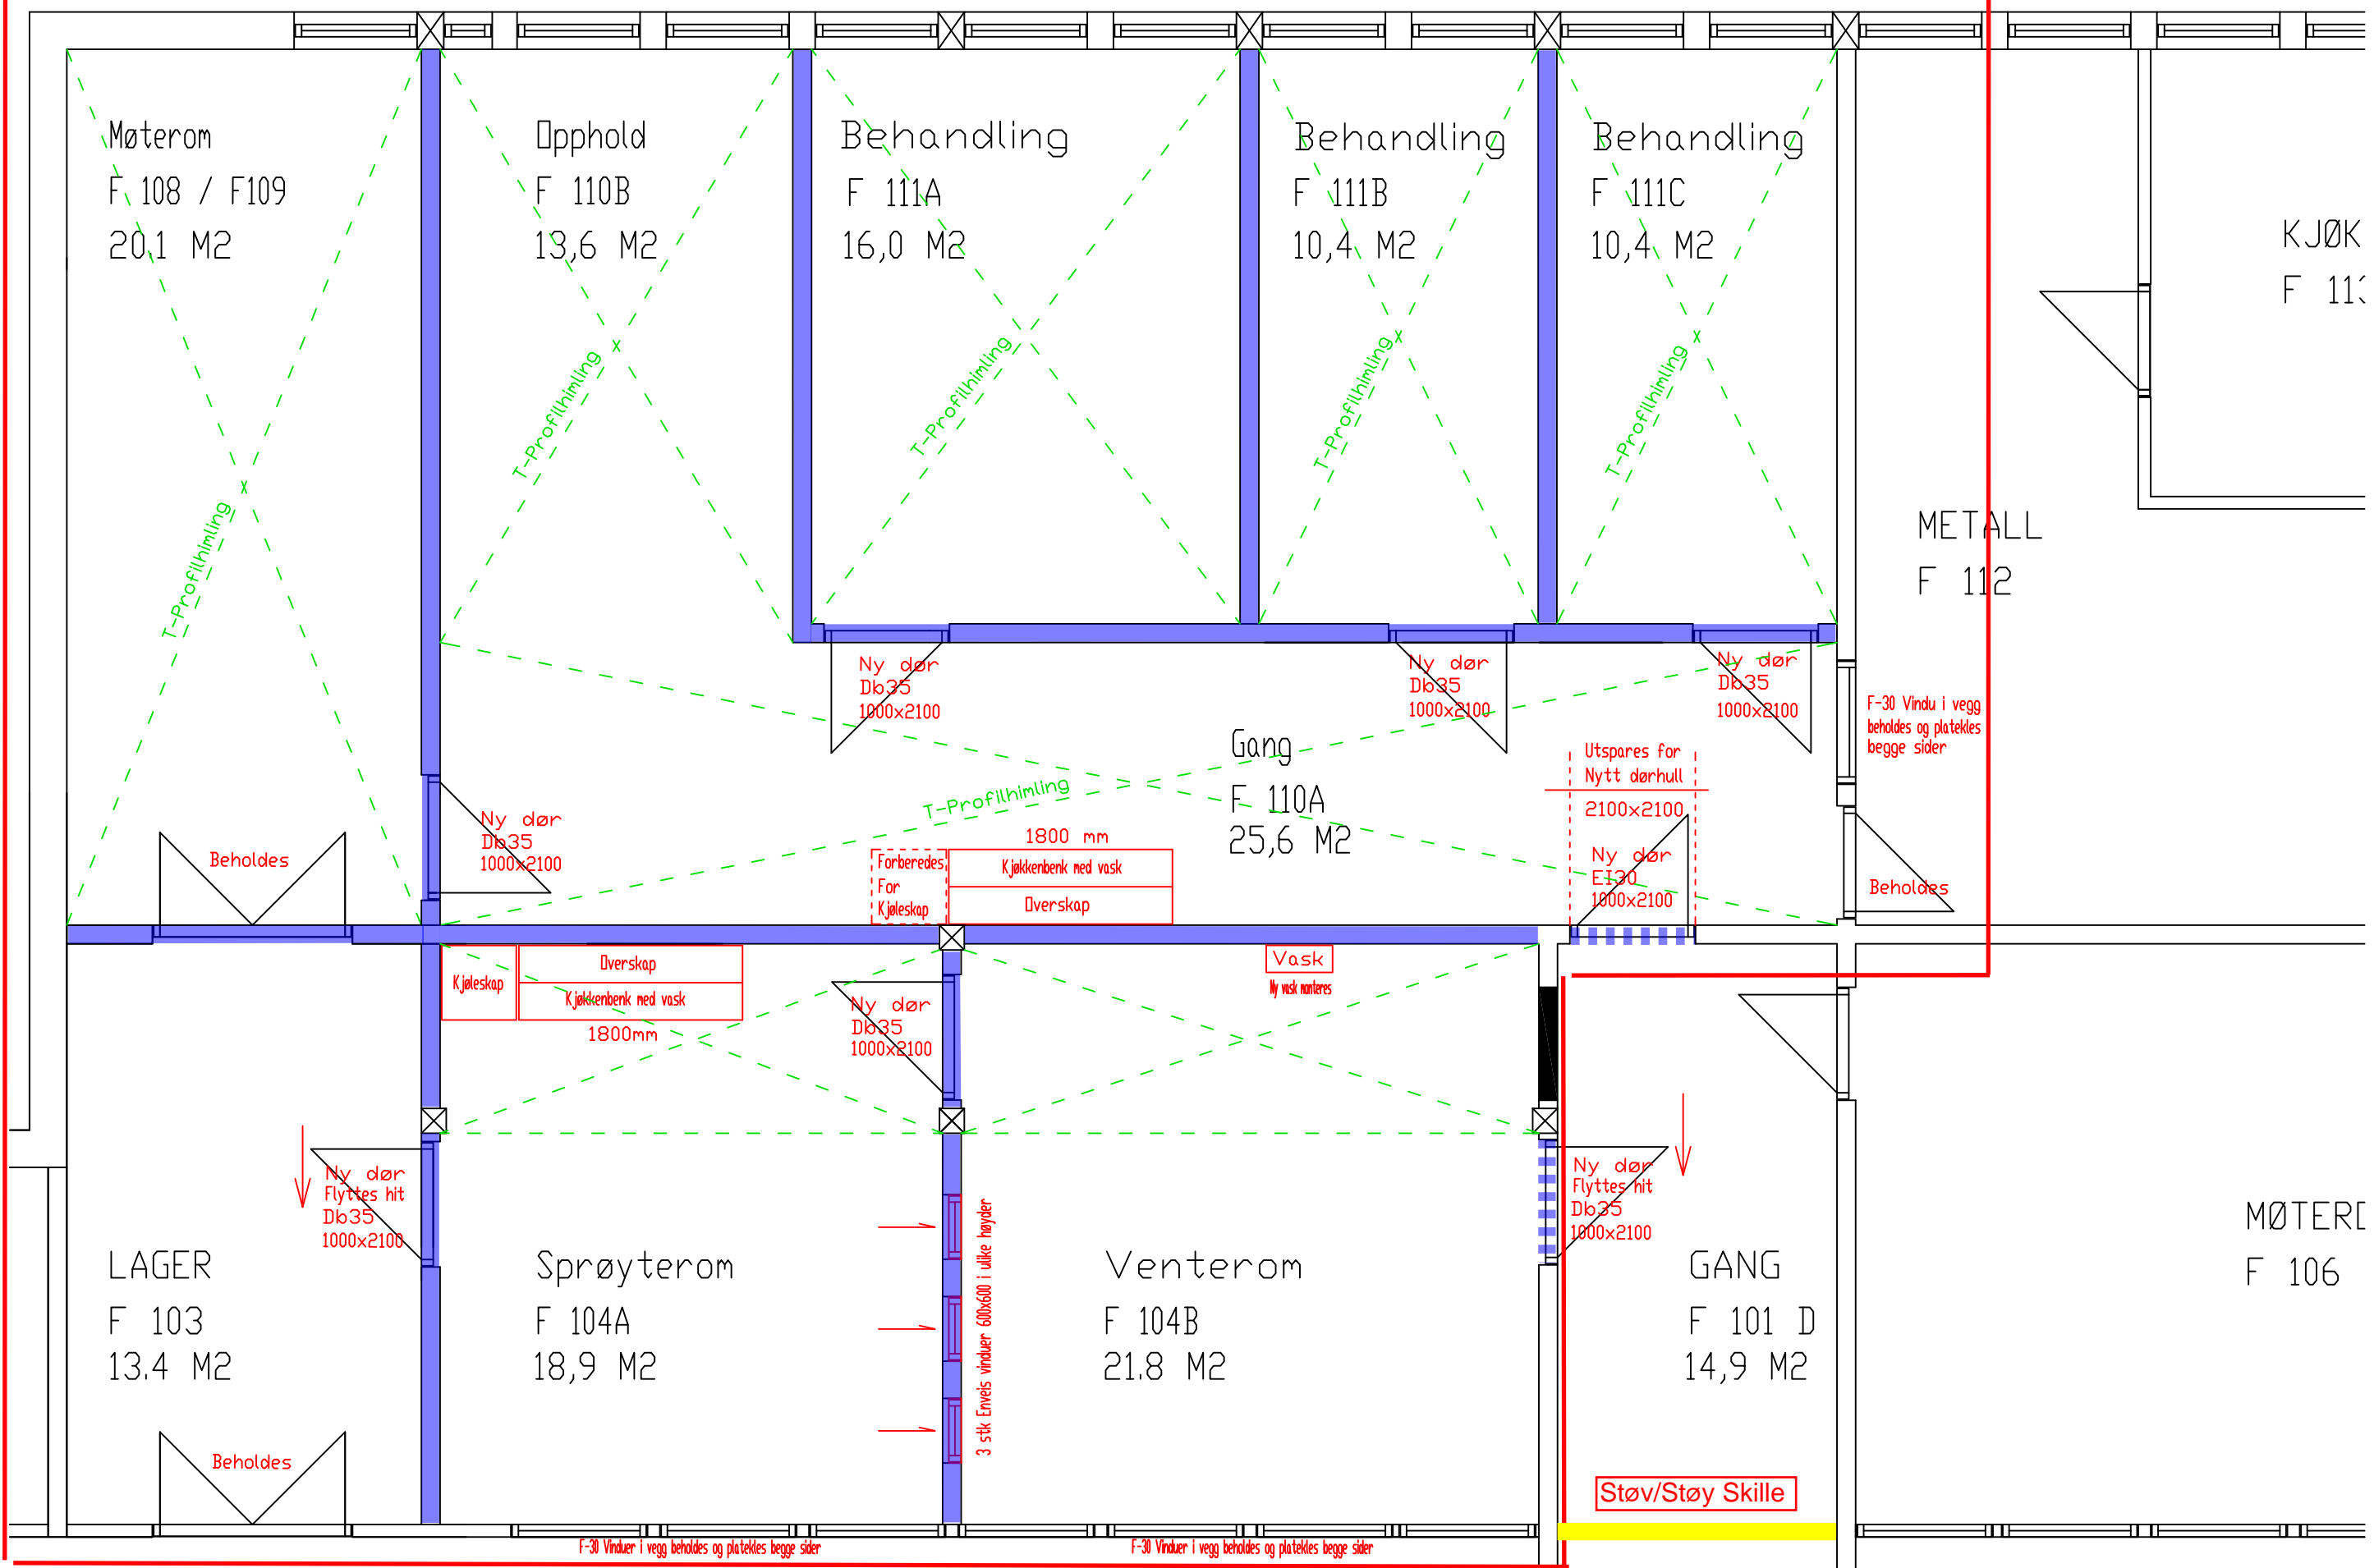 Møterom
F 108 / F109
20.1 M2
Opphold
F 110B
13,6 M2
Behandling
F 111A
16,0 M2
Behandling
F 111B
10,4 M2
Behandling
F 111C
10,4 M2
KJØK
F 113
T-Profilhimling
T-Profilhimling
T-Profilhimling
T-Profilhimling
T-Profilhimling
METALL
F 112
Ny dør
Db35
1000x2100
Ny dør
Db35
1000x2100
Ny dør
Db35
1000x2100
F-30 Vindu i vegg
beholdes og platekles
begge sider
Gang
F 110A
25,6 M2
T-Profilhimling
Utspares for
Nytt dørhull
2100x2100
Ny dør
EI30
1000x2100
Beholdes
Beholdes
Ny dør
Db35
1000x2100
1800 mm
Forberedes
For
Kjøleskap
Kjøkkenbenk med vask
Overskap
Kjøleskap
Overskap
Kjøkkenbenk med vask
1800mm
Ny dør
Db35
1000x2100
Vask
Ny vask monteres
Ny dør
Flyttes hit
Db35
1000x2100
Ny dør
Flyttes hit
Db35
1000x2100
LAGER
F 103
13.4 M2
Sprøyterom
F 104A
18,9 M2
3 stk Enveis vinduer 600x600 i ulike høyder
Venterom
F 104B
21.8 M2
GANG
F 101 D
14,9 M2
MØTERO
F 106
Beholdes
Støv/Støy Skille
F-30 Vinduer i vegg beholdes og platekles begge sider
F-30 Vinduer i vegg beholdes og platekles begge sider